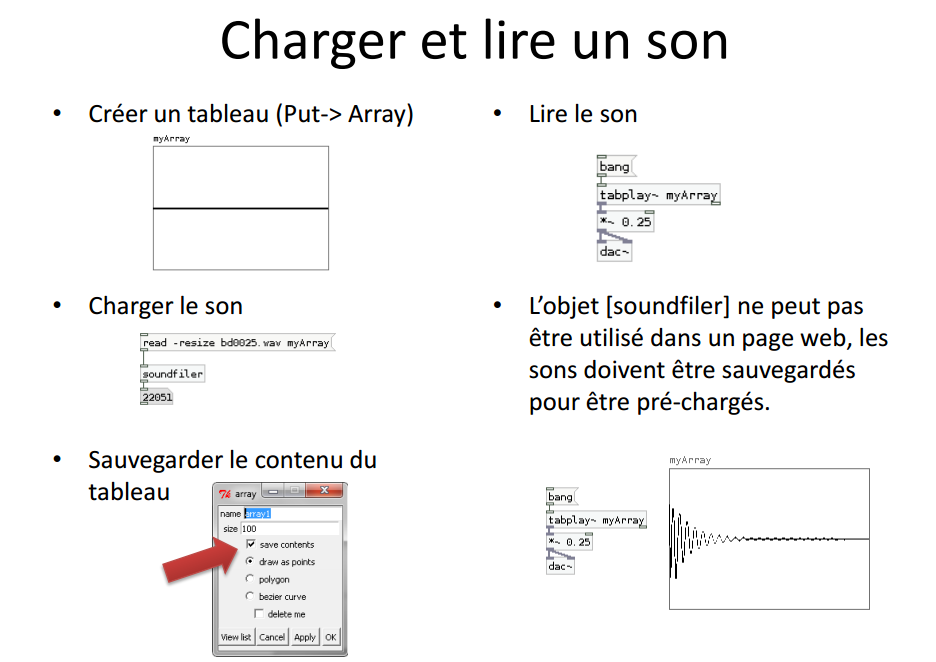 Charger et lire un son
• Créer un tableau (Put-> Array)
myArray
• Charger le son
read -resize bd0025.wav myArray
soundfiler
22051
• Sauvegarder le contenu du
tableau
array
name array1
size 100
save contents
draw as points
polygon
bezier curve
delete me
View list Cancel Apply OK
• Lire le son
bang
tabplay~ myArray
*~ 0.25
dac~
• L’objet [soundfiler] ne peut pas
être utilisé dans un page web, les
sons doivent être sauvegardés
pour être pré-chargés.
myArray
bang
tabplay~ myArray
*~ 0.25
dac~